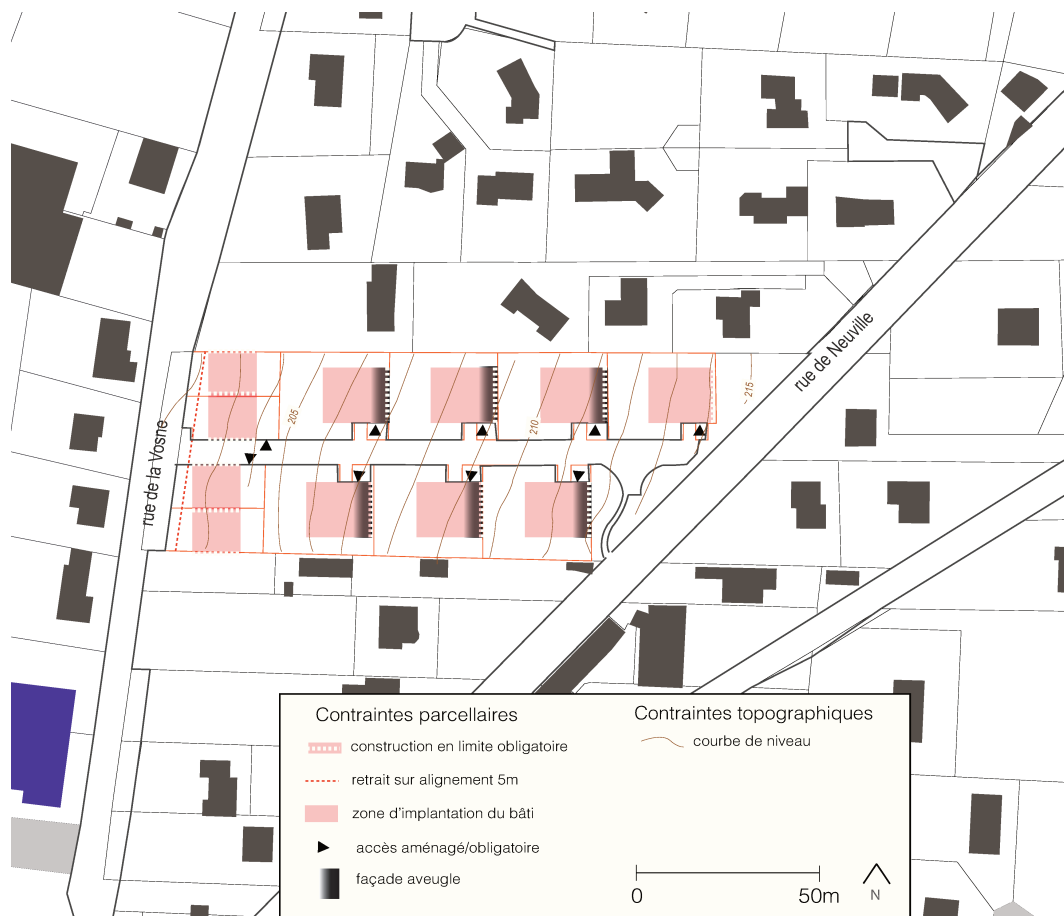 rue de Neuville
215
205
210
rue de la Vosne
Contraintes parcellaires
construction en limite obligatoire
retrait sur alignement 5m
zone d'implantation du bâti
accès aménagé/obligatoire
façade aveugle
Contraintes topographiques
courbe de niveau
0
50m
N